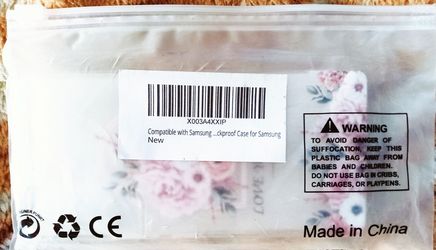 X003A4XXIP
Compatible with Samsung ...ckproof Case for Samsung
New
WARNING
TO AVOID DANGER OF
SUFFOCATION, KEEP THIS
PLASTIC BAG AWAY FROM
BABIES AND CHILDREN.
DO NOT USE BAG IN CRIBS,
CARRIAGES, OR PLAYPENS.
LOVE
CE
Made in China